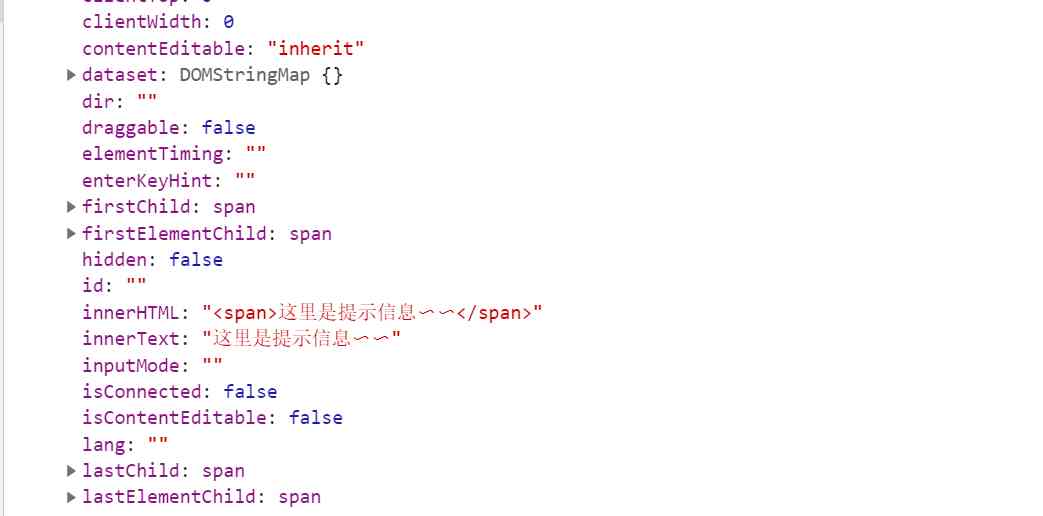 clientWidth: 0
contentEditable: "inherit"
dataset: DOMStringMap {}
dir: ""
draggable: false
elementTiming: ""
enterKeyHint: ""
firstChild: span
firstElementChild: span
hidden: false
id: ""
innerHTML: "<span>这里是提示信息~~</span>"
innerText: "这里是提示信息~~"
inputMode: ""
isConnected: false
isContentEditable: false
lang: ""
lastChild: span
lastElementChild: span